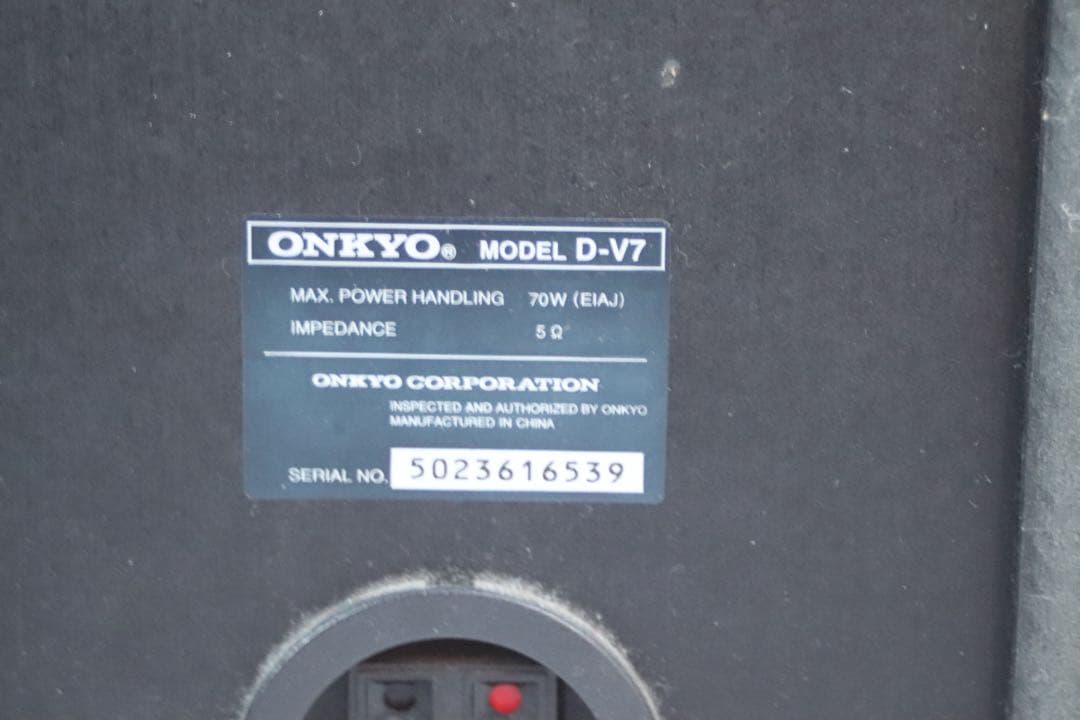 ONKYO® MODEL D-V7
MAX. POWER HANDLING 70W (EIAJ)
IMPEDANCE 5 Ω
ONKYO CORPORATION
INSPECTED AND AUTHORIZED BY ONKYO
MANUFACTURED IN CHINA
SERIAL NO. 5023616539